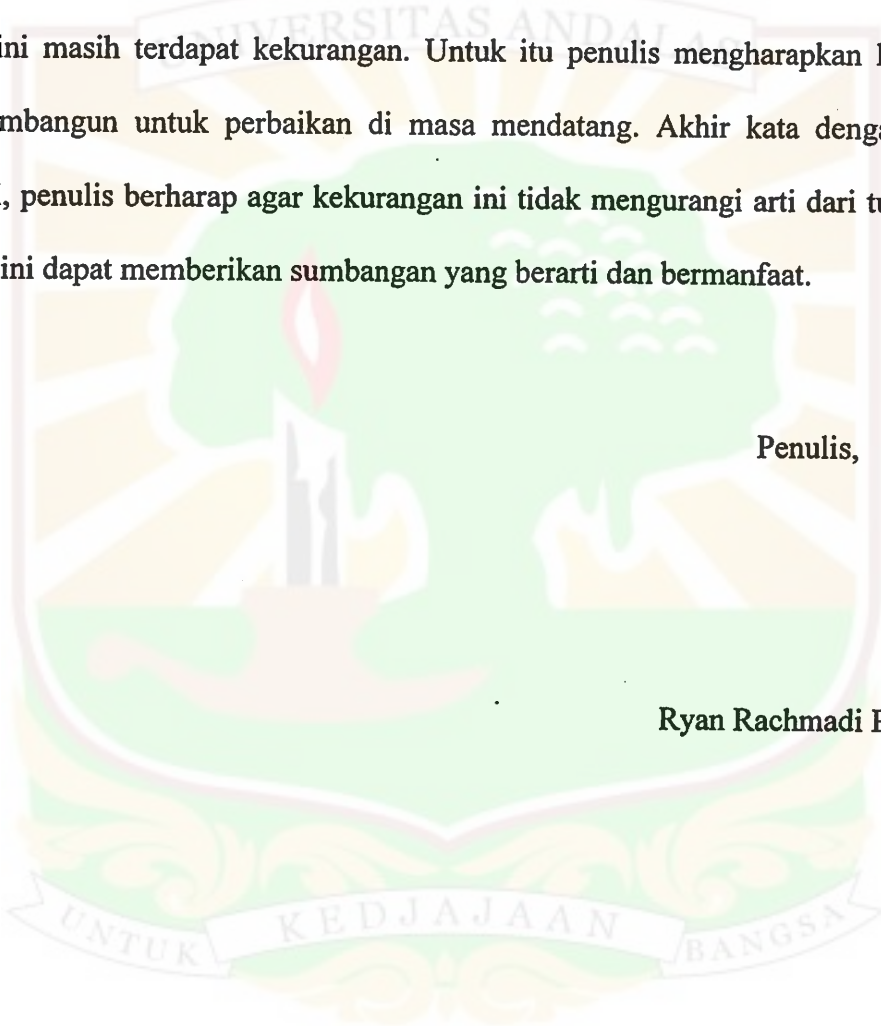 UNIVERSITAS ANDALAS
ini masih terdapat kekurangan. Untuk itu penulis mengharapkan
mbangun untuk perbaikan di masa mendatang. Akhir kata
penulis berharap agar kekurangan ini tidak mengurangi arti dari
ini dapat memberikan sumbangan yang berarti dan bermanfaat.
Penulis,
Ryan Rachmadi
UNTUK KEDJAJAAN BANGSA